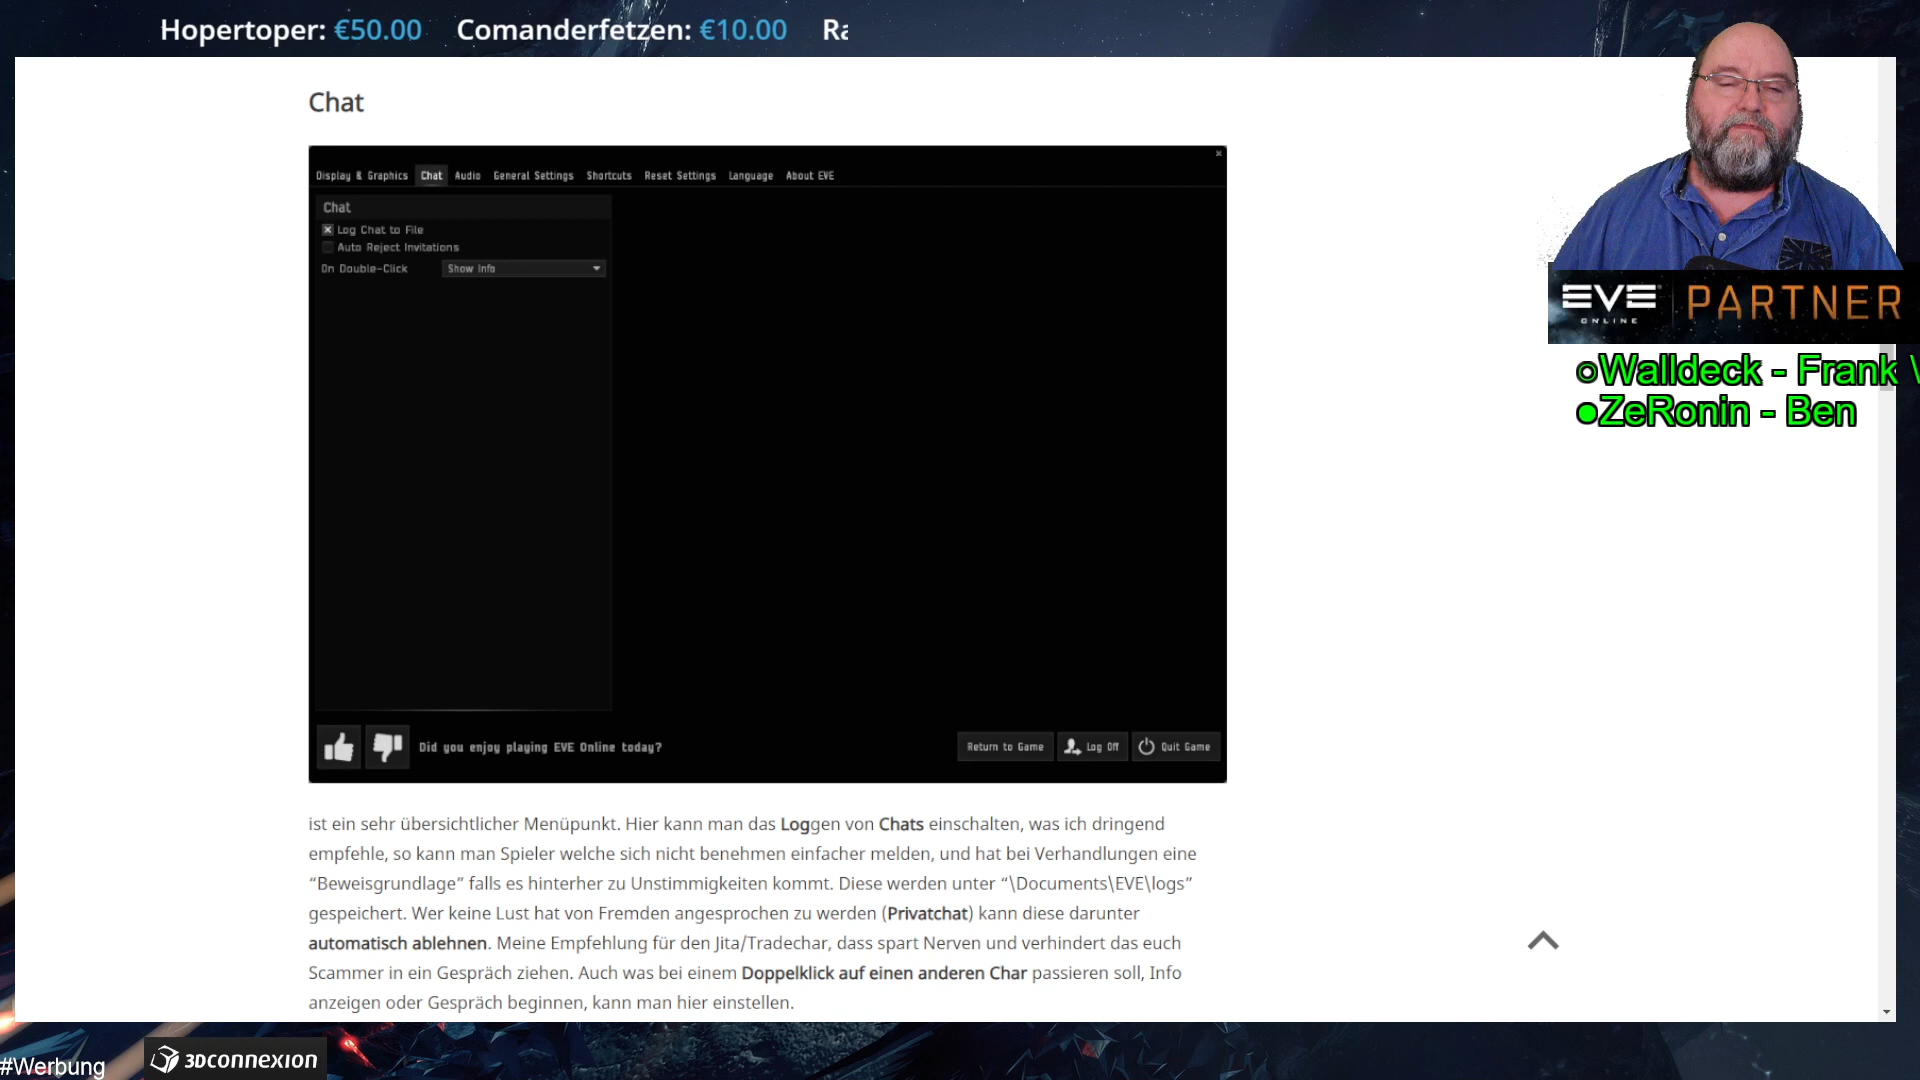 Hopertoper: €50.00 Comanderfetzen: €10.00 Ra
Chat
Display & Graphics Chat Audio General Settings Shortcuts Reset Settings Language About EVE
Chat
Log Chat to File
Auto Reject Invitations
On Double-Click Show Info
Did you enjoy playing EVE Online today?
Return to Game Log Off Quit Game
EVE ONLINE PARTNER
Walldeck - Frank
ZeRonin - Ben
ist ein sehr übersichtlicher Menüpunkt. Hier kann man das Loggen von Chats einschalten, was ich dringend
empfehle, so kann man Spieler welche sich nicht benehmen einfacher melden, und hat bei Verhandlungen eine
“Beweisgrundlage” falls es hinterher zu Unstimmigkeiten kommt. Diese werden unter “\Documents\EVE\logs”
gespeichert. Wer keine Lust hat von Fremden angesprochen zu werden (Privatchat) kann diese darunter
automatisch ablehnen. Meine Empfehlung für den Jita/Tradechar, dass spart Nerven und verhindert das euch
Scammer in ein Gespräch ziehen. Auch was bei einem Doppelklick auf einen anderen Char passieren soll, Info
anzeigen oder Gespräch beginnen, kann man hier einstellen.
#Werbung 3Dconnexion